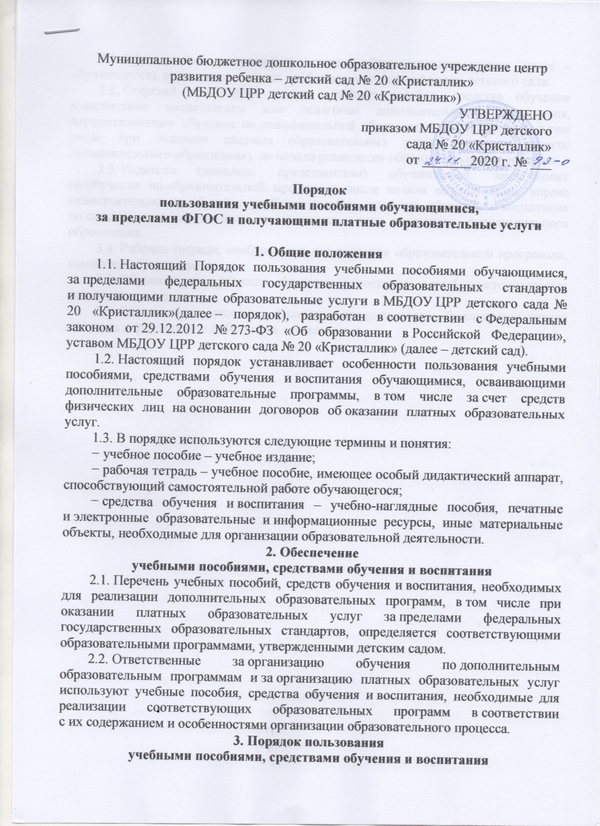 Муниципальное бюджетное дошкольное образовательное учреждение центр
развития ребенка – детский сад № 20 «Кристаллик»
(МБДОУ ЦРР детский сад № 20 «Кристаллик»)
УТВЕРЖДЕНО
приказом МБДОУ ЦРР детского
сада № 20 «Кристаллик»
от 24.11 2020 г. № 93-о
Порядок
пользования учебными пособиями обучающимися,
за пределами ФГОС и получающими платные образовательные услуги
1. Общие положения
1.1. Настоящий Порядок пользования учебными пособиями обучающимися,
за пределами федеральных государственных образовательных стандартов
и получающими платные образовательные услуги в МБДОУ ЦРР детского сада №
20 «Кристаллик»(далее – порядок), разработан в соответствии с Федеральным
законом от 29.12.2012 № 273-ФЗ «Об образовании в Российской Федерации»,
уставом МБДОУ ЦРР детского сада № 20 «Кристаллик» (далее – детский сад).
1.2. Настоящий порядок устанавливает особенности пользования учебными
пособиями, средствами обучения и воспитания обучающимися, осваивающими
дополнительные образовательные программы, в том числе за счет средств
физических лиц на основании договоров об оказании платных образовательных
услуг.
1.3. В порядке используются следующие термины и понятия:
− учебное пособие – учебное издание;
− рабочая тетрадь – учебное пособие, имеющее особый дидактический аппарат,
способствующий самостоятельной работе обучающегося;
− средства обучения и воспитания – учебно-наглядные пособия, печатные
и электронные образовательные и информационные ресурсы, иные материальные
объекты, необходимые для организации образовательной деятельности.
2. Обеспечение
учебными пособиями, средствами обучения и воспитания
2.1. Перечень учебных пособий, средств обучения и воспитания, необходимых
для реализации дополнительных образовательных программ, в том числе при
оказании платных образовательных услуг за пределами федеральных
государственных образовательных стандартов, определяется соответствующими
образовательными программами, утвержденными детским садом.
2.2. Ответственные за организацию обучения по дополнительным
образовательным программам и за организацию платных образовательных услуг
используют учебные пособия, средства обучения и воспитания, необходимые для
реализации соответствующих образовательных программ в соответствии
с их содержанием и особенностями организации образовательного процесса.
3. Порядок пользования
учебными пособиями, средствами обучения и воспитания